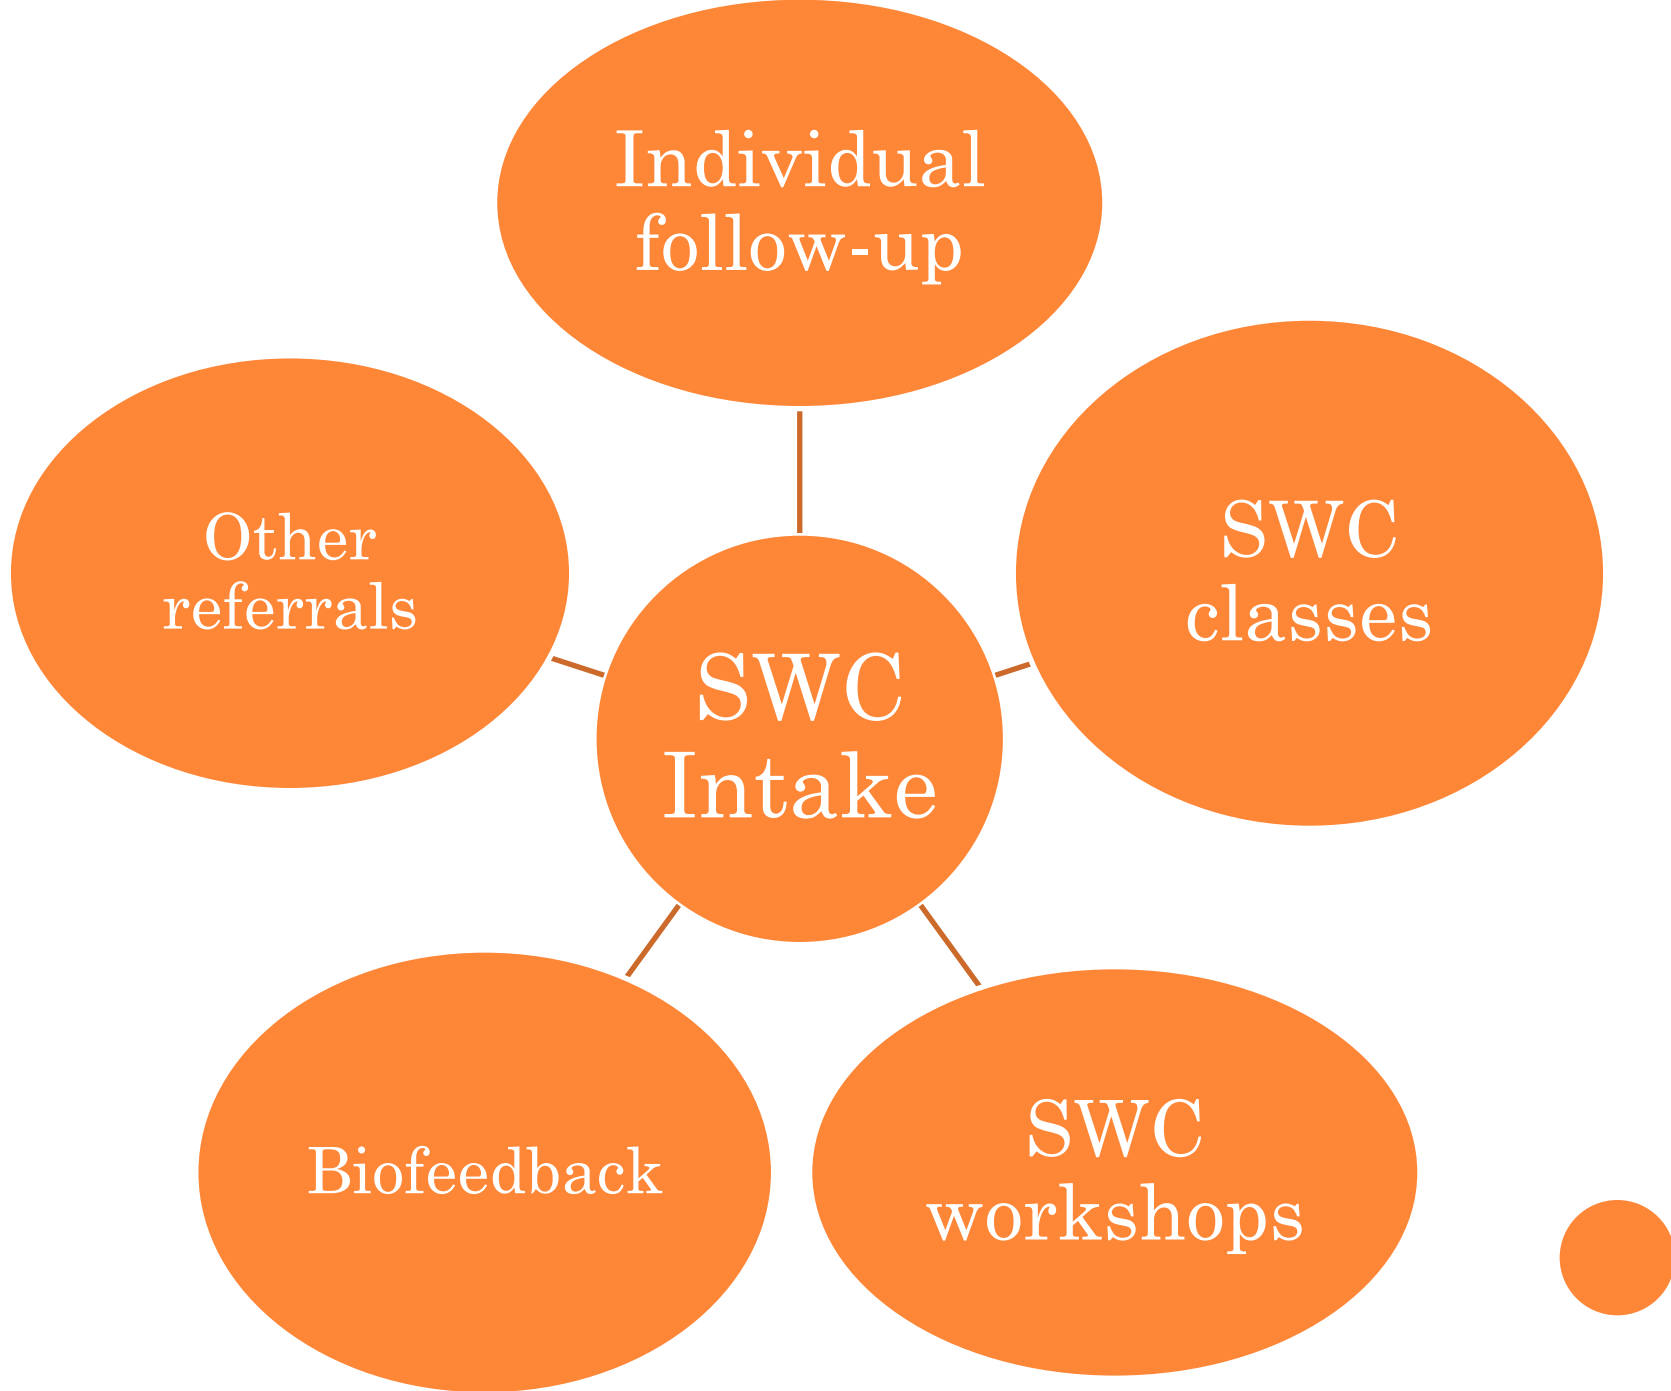 Individual
follow-up
SWC
classes
Other
referrals
SWC
Intake
SWC
workshops
Biofeedback